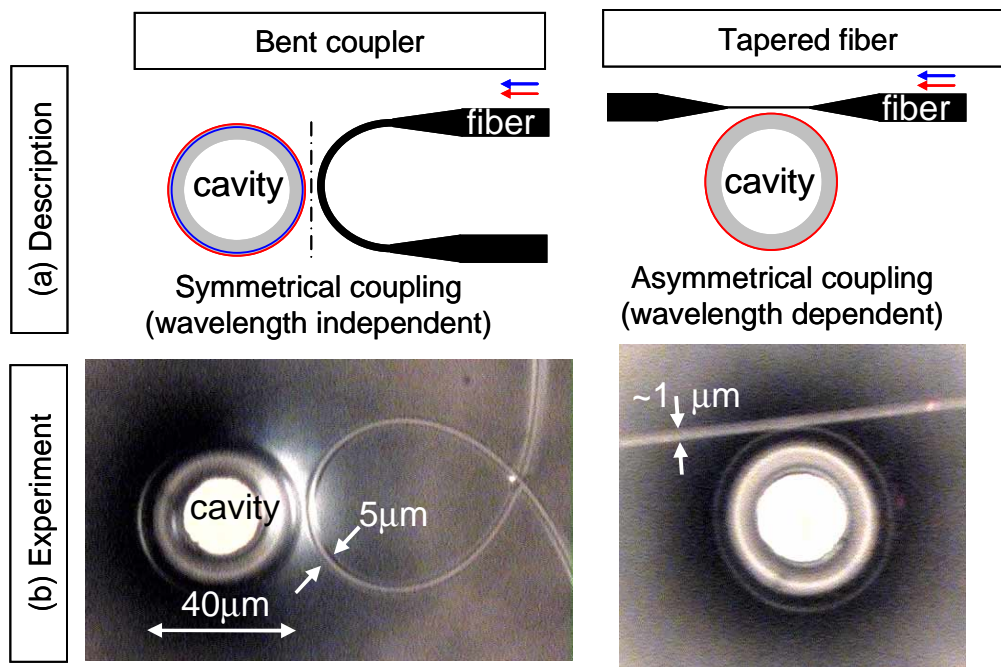 Bent coupler
Tapered fiber
(a) Description
fiber
cavity
Symmetrical coupling
(wavelength independent)
fiber
cavity
Asymmetrical coupling
(wavelength dependent)
(b) Experiment
cavity
5μm
40μm
~1 μm